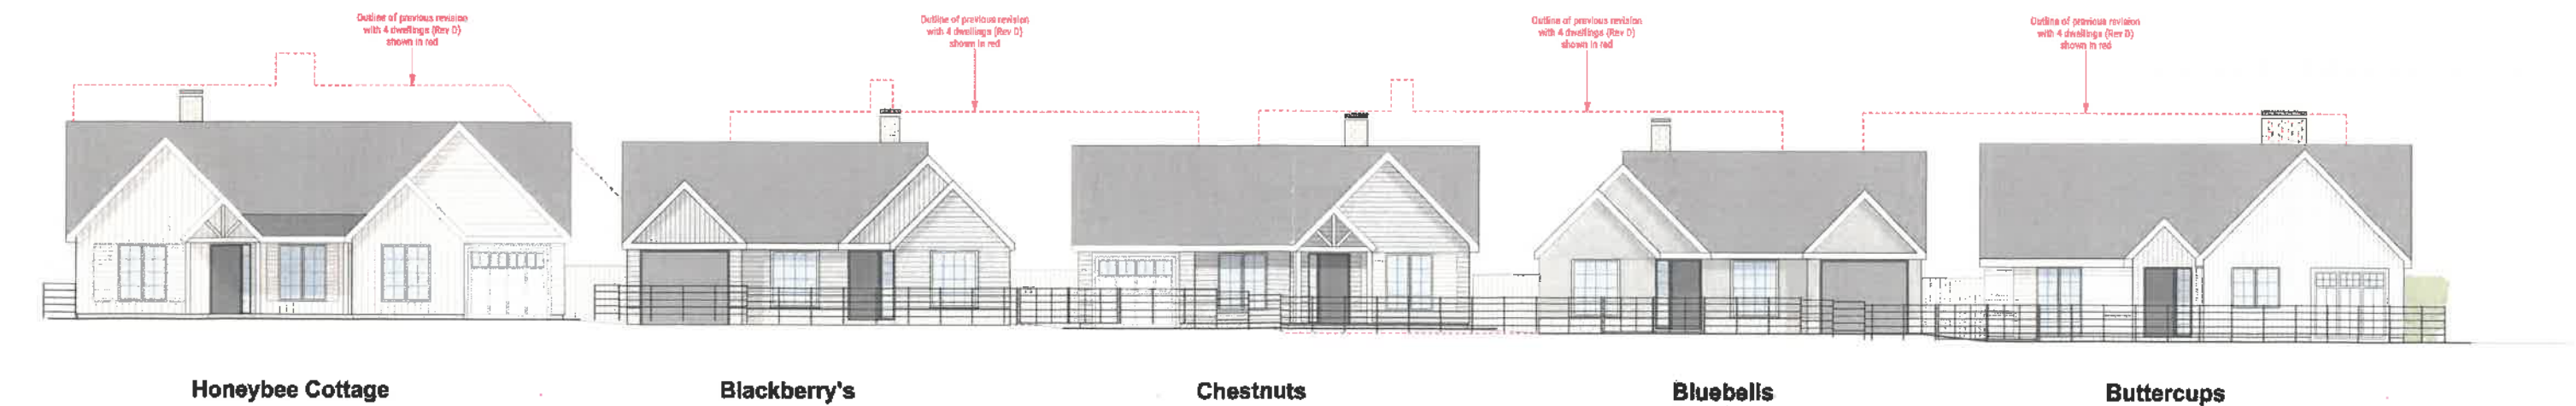 Outline of previous revision
with 4 dwellings (Rev D)
shown in red
Outline of previous revision
with 4 dwellings (Rev D)
shown in red
Outline of previous revision
with 4 dwellings (Rev D)
shown in red
Outline of previous revision
with 4 dwellings (Rev D)
shown in red
Honeybee Cottage
Blackberry's
Chestnuts
Bluebells
Buttercups